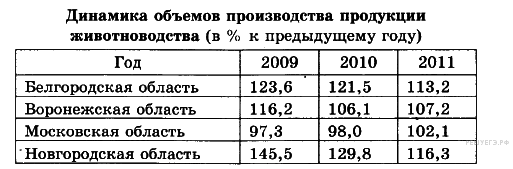 Динамика объемов производства продукции
животноводства (в % к предыдущему году)
Год 2009 2010 2011
Белгородская область 123,6 121,5 113,2
Воронежская область 116,2 106,1 107,2
Московская область 97,3 98,0 102,1
Новгородская область 145,5 129,8 116,3
РЕШУЕГЭ.РФ